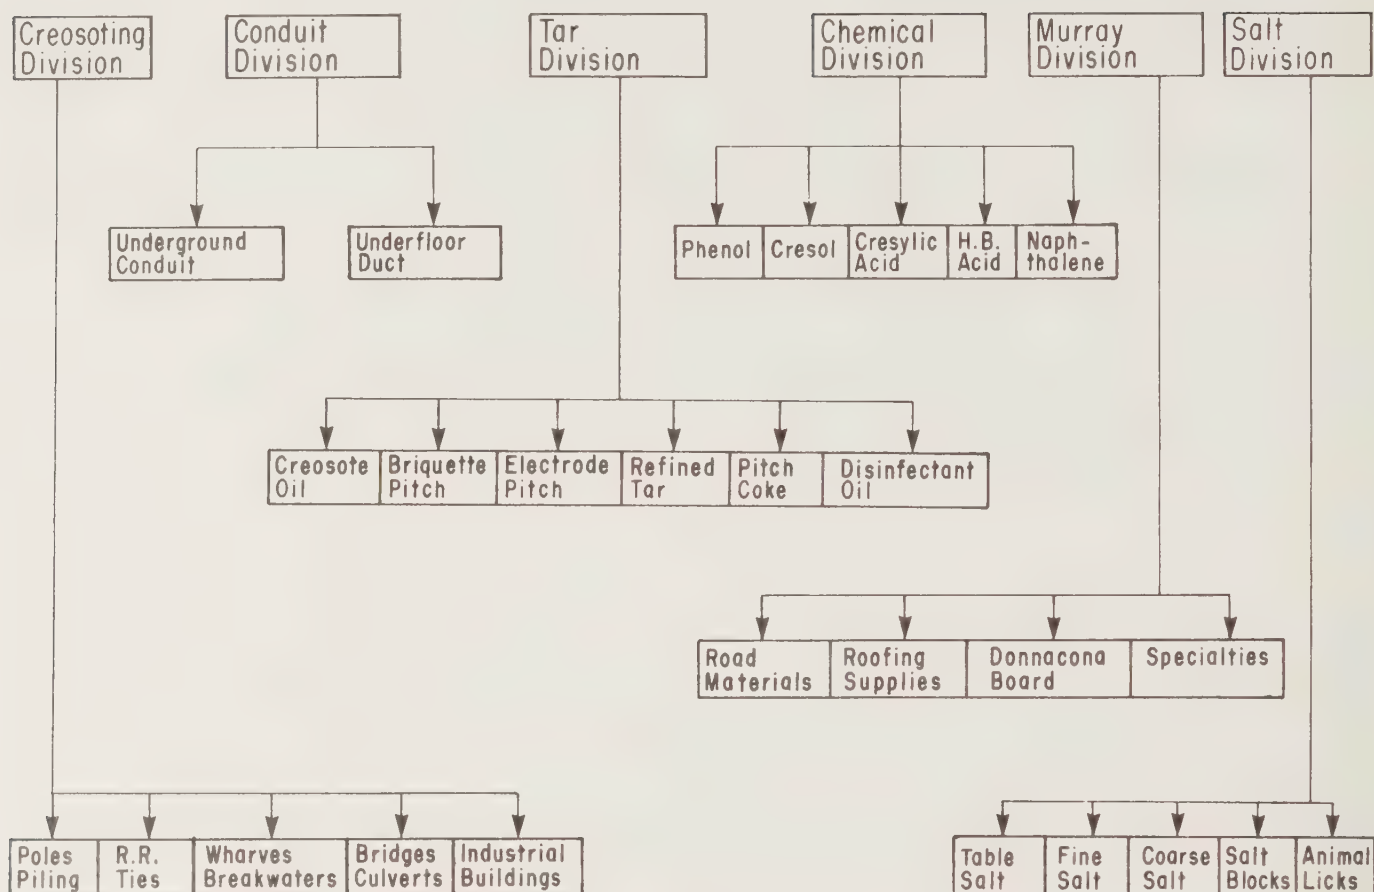 Creosoting
Division
Conduit
Division
Tar
Division
Chemical
Division
Murray
Division
Salt
Division
Underground
Conduit
Underfloor
Duct
Phenol
Cresol
Cresylic
Acid
H.B.
Acid
Naph-
thalene
Creosote
Oil
Briquette
Pitch
Electrode
Pitch
Refined
Tar
Pitch
Coke
Disinfectant
Oil
Road
Materials
Roofing
Supplies
Donnacona
Board
Specialties
Poles
Piling
R.R.
Ties
Wharves
Breakwaters
Bridges
Culverts
Industrial
Buildings
Table
Salt
Fine
Salt
Coarse
Salt
Salt
Blocks
Animal
Licks